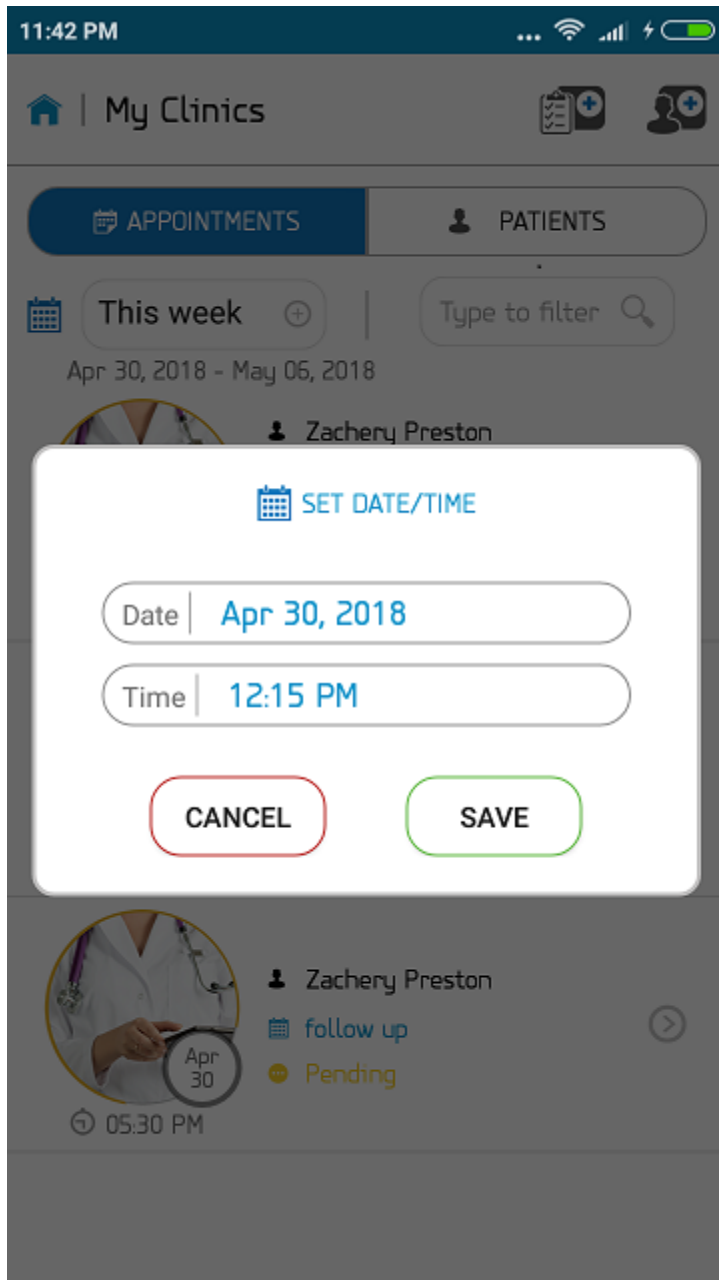 11:42 PM
My Clinics
APPOINTMENTS
PATIENTS
This week
Type to filter
Apr 30, 2018 - May 06, 2018
Zachery Preston
SET DATE/TIME
Date Apr 30, 2018
Time 12:15 PM
CANCEL
SAVE
Zachery Preston
follow up
Apr
30
Pending
05:30 PM